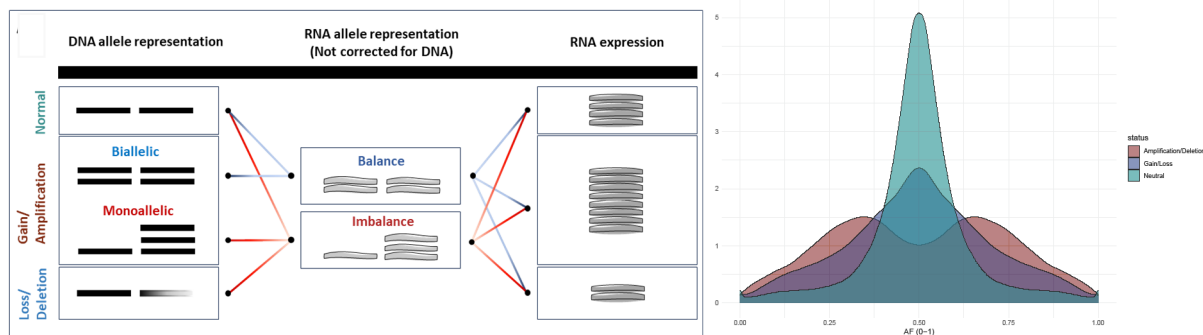 DNA allele representation
RNA allele representation
(Not corrected for DNA)
RNA expression
Normal
Gain/
Amplification
Biallelic
Monoallelic
Balance
Imbalance
Loss/
Deletion
5
4
3
2
1
0
0.00
0.25
0.50
0.75
1.00
AF (0-1)
status
Amplification/Deletion
Gain/Loss
Neutral